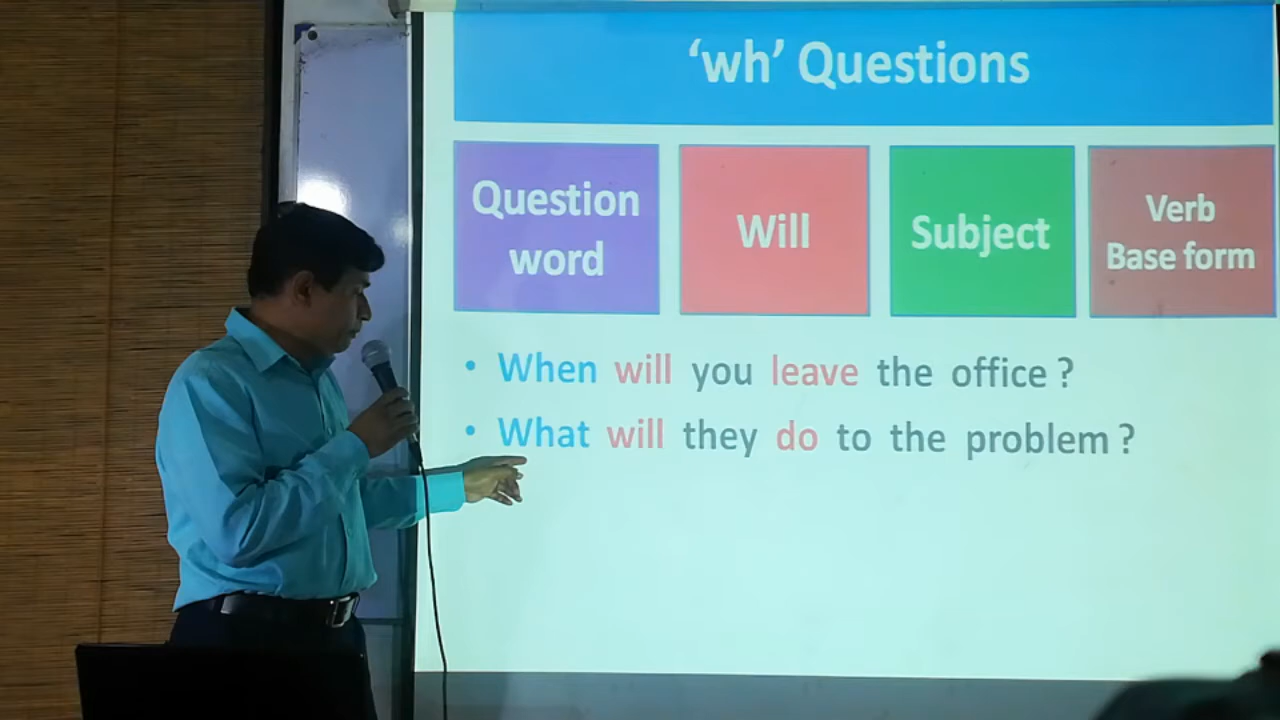 ‘wh’ Questions
Question
word
Will
Subject
Verb
Base form
• When will you leave the office ?
• What will they do to the problem ?